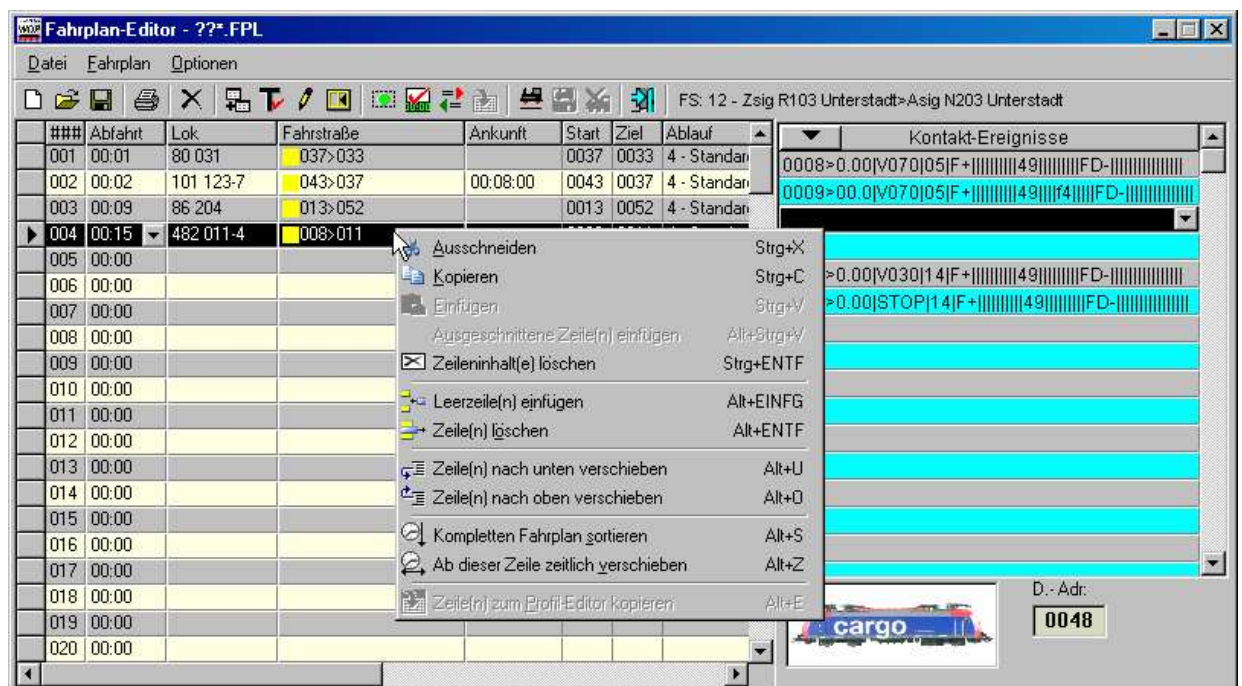 Fahrplan-Editor - ??*.FPL
Datei Fahrplan Optionen
FS: 12 - Zsig R103 Unterstadt>Asig N203 Unterstadt
### Abfahrt Lok Fahrstraße Ankunft Start Ziel Ablauf
001 00:01 80 031 037>033 0037 0033 4 - Standar
002 00:02 101 123-7 043>037 00:08:00 0043 0037 4 - Standar
003 00:09 86 204 013>052 0013 0052 4 - Standar
004 00:15 482 011-4 008>011
005 00:00
006 00:00
007 00:00
008 00:00
009 00:00
010 00:00
011 00:00
012 00:00
013 00:00
014 00:00
015 00:00
016 00:00
017 00:00
018 00:00
019 00:00
020 00:00
Ausschneiden Strg+X
Kopieren Strg+C
Einfügen Strg+V
Ausgeschnittene Zeile(n) einfügen Alt+Strg+V
Zeileninhalt(e) löschen Strg+ENTF
Leerzeile(n) einfügen Alt+EINFG
Zeile(n) löschen Alt+ENTF
Zeile(n) nach unten verschieben Alt+U
Zeile(n) nach oben verschieben Alt+O
Kompletten Fahrplan sortieren Alt+S
Ab dieser Zeile zeitlich verschieben Alt+Z
Zeile(n) zum Profil-Editor kopieren Alt+E
Kontakt-Ereignisse
0008>0.00|V070|05|F+||||||||||49|||||||||FD-||||||||||||||||
0009>00.0|V070|05|F+||||||||||49||||f4|||||FD-||||||||||||||||
>0.00|V030|14|F+||||||||||49|||||||||FD-||||||||||||||||
>0.00|STOP|14|F+||||||||||49|||||||||FD-||||||||||||||||
D.- Adr.:
0048
cargo